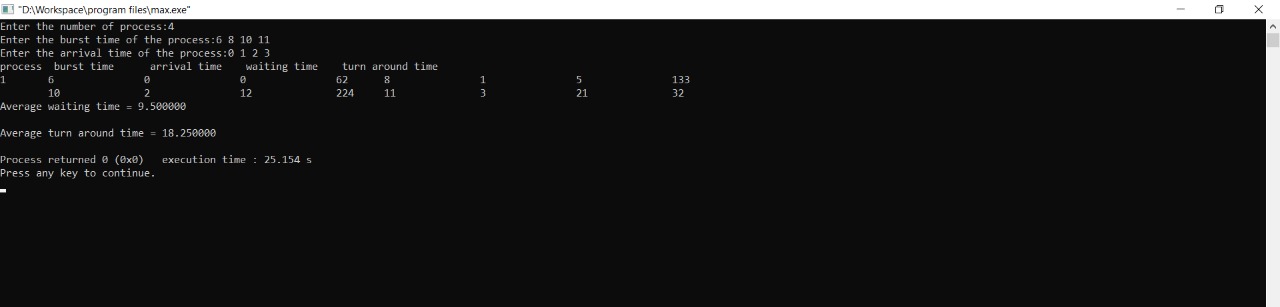 "D:\Workspace\program files\max.exe"
Enter the number of process:4
Enter the burst time of the process:6 8 10 11
Enter the arrival time of the process:0 1 2 3
process  burst time      arrival time    waiting time    turn around time
1       6               0               0               62      8               1               5               133
        10              2               12              224     11              3               21              32
Average waiting time = 9.500000
Average turn around time = 18.250000
Process returned 0 (0x0)   execution time : 25.154 s
Press any key to continue.